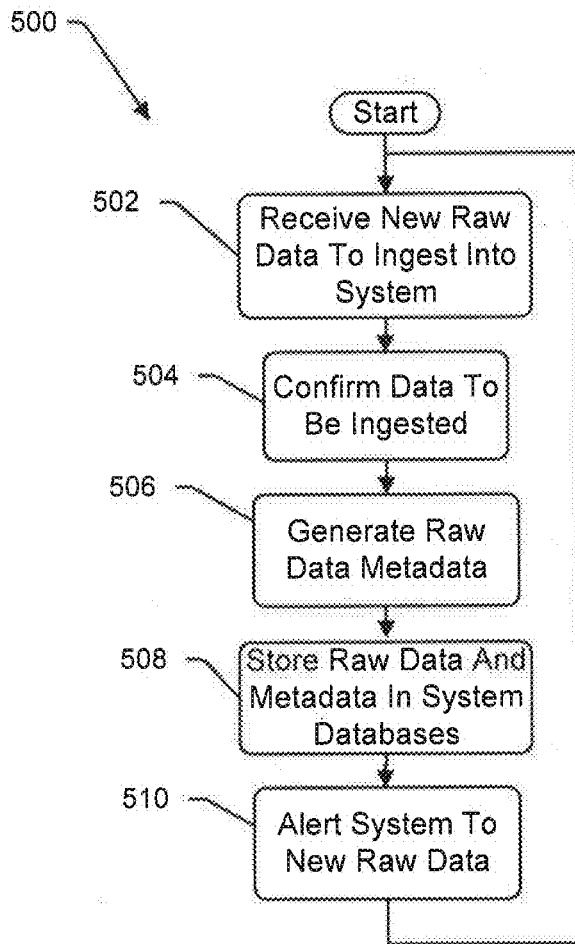 500
Start
502
Receive New Raw
Data To Ingest Into
System
504
Confirm Data To
Be Ingested
506
Generate Raw
Data Metadata
508
Store Raw Data And
Metadata In System
Databases
510
Alert System To
New Raw Data